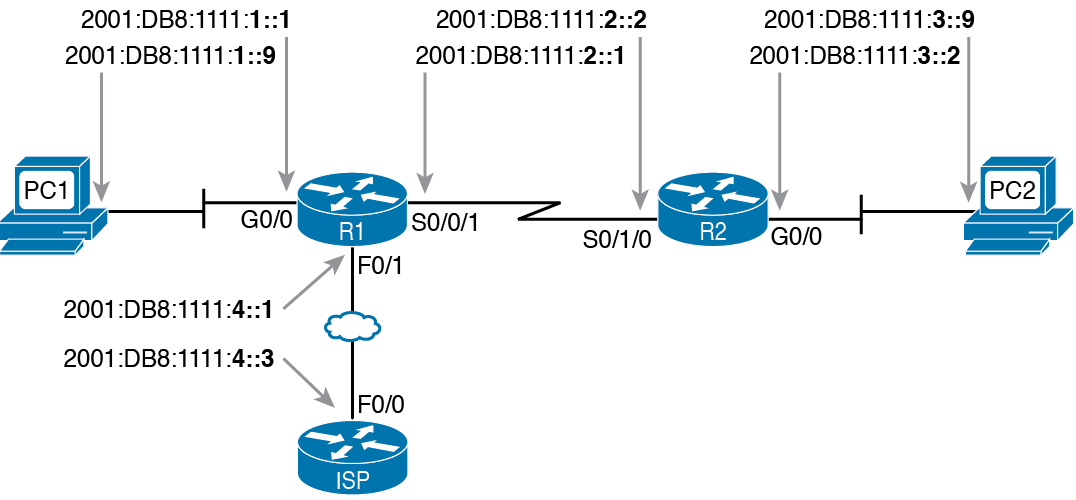 2001:DB8:1111:1::1
2001:DB8:1111:2::2
2001:DB8:1111:3::9
2001:DB8:1111:1::9
2001:DB8:1111:2::1
2001:DB8:1111:3::2
PC1
PC2
G0/0
R1
S0/0/1
S0/1/0
R2
G0/0
F0/1
2001:DB8:1111:4::1
2001:DB8:1111:4::3
F0/0
ISP